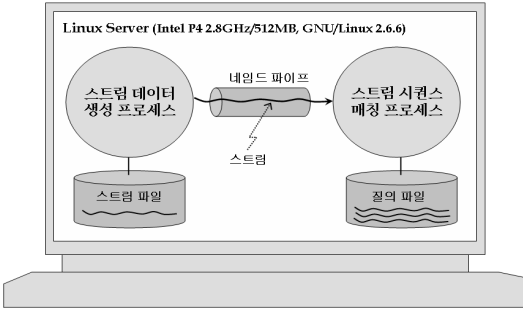 Linux Server (Intel P4 2.8GHz/512MB, GNU/Linux 2.6.6)
스트림 데이터
생성 프로세스
네임드 파이프
스트림
스트림 시퀀스
매칭 프로세스
스트림 파일
질의 파일